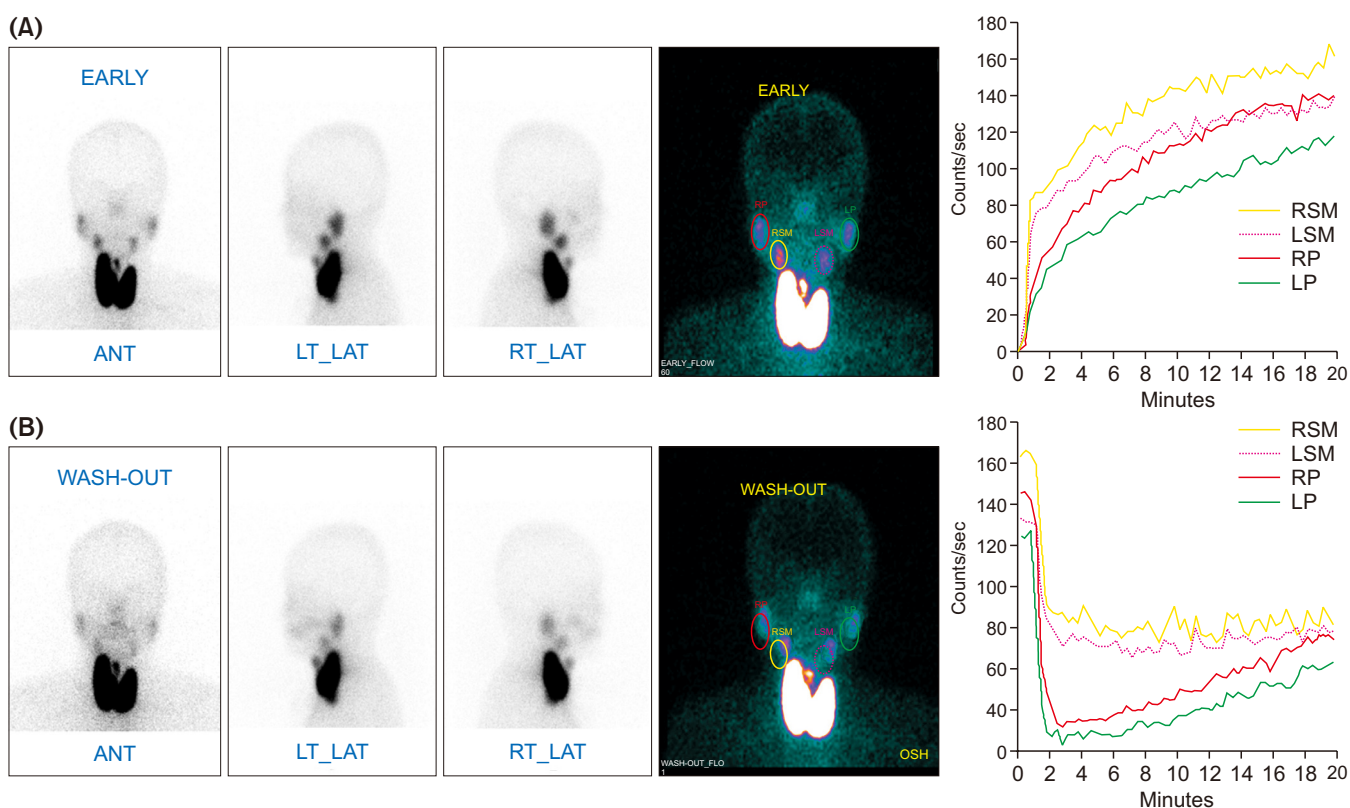 (A)
EARLY
ANT
LT_LAT
RT_LAT
EARLY
RP
LP
RSM
EARLY_FLOW
60
Counts/sec
180
160
140
120
100
80
60
40
20
0
0 2 4 6 8 10 12 14 16 18 20
Minutes
RSM
LSM
RP
LP
(B)
WASH-OUT
ANT
LT_LAT
RT_LAT
WASH-OUT
RP
LP
RSM
LSM
OSH
WASH-OUT_FLO
1
Counts/sec
180
160
140
120
100
80
60
40
20
0
0 2 4 6 8 10 12 14 16 18 20
Minutes
RSM
LSM
RP
LP